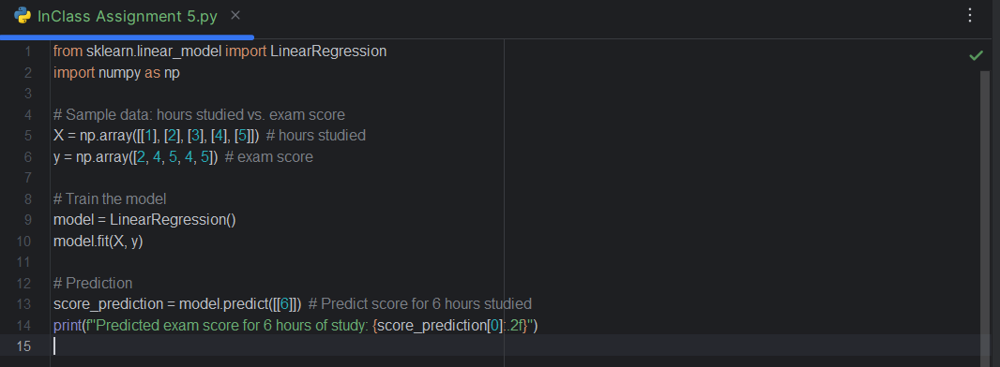 InClass Assignment 5.py
1 from sklearn.linear_model import LinearRegression
2 import numpy as np
3
4 # Sample data: hours studied vs. exam score
5 X = np.array([[1], [2], [3], [4], [5]]) # hours studied
6 y = np.array([2, 4, 5, 4, 5]) # exam score
7
8 # Train the model
9 model = LinearRegression()
10 model.fit(X, y)
11
12 # Prediction
13 score_prediction = model.predict([[6]]) # Predict score for 6 hours studied
14 print(f"Predicted exam score for 6 hours of study: {score_prediction[0]:.2f}")
15